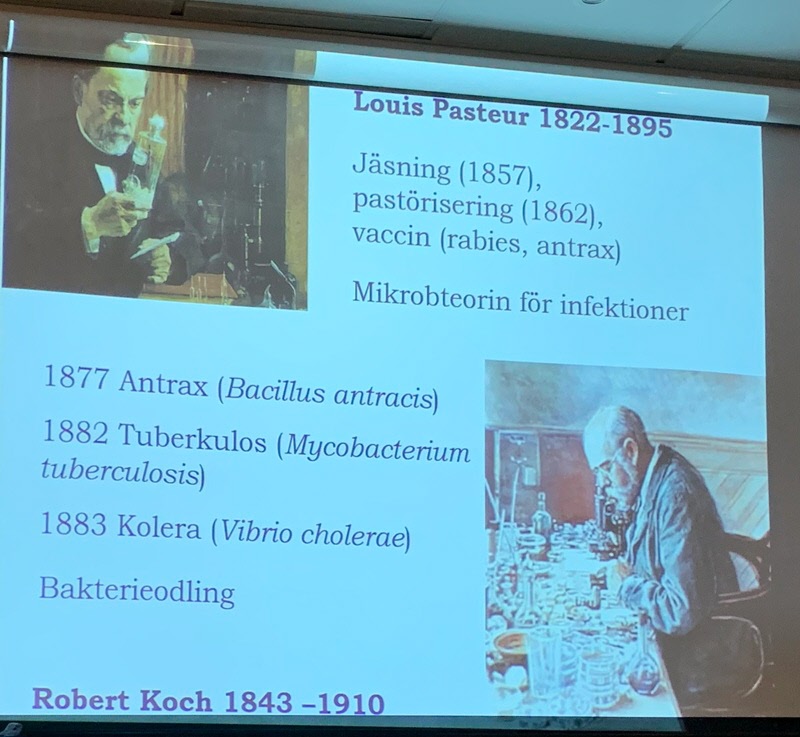 Louis Pasteur 1822-1895
Jäsning (1857),
pastörisering (1862),
vaccin (rabies, antrax)
Mikrobteorin för infektioner
1877 Antrax (Bacillus antracis)
1882 Tuberkulos (Mycobacterium
tuberculosis)
1883 Kolera (Vibrio cholerae)
Bakterieodling
Robert Koch 1843 –1910